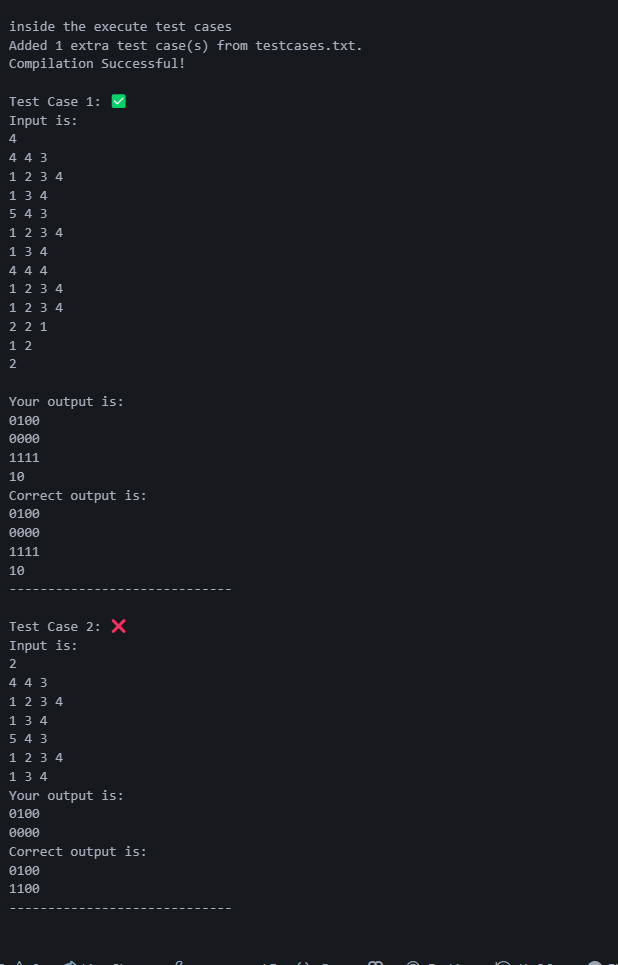 inside the execute test cases
Added 1 extra test case(s) from testcases.txt.
Compilation Successful!
Test Case 1: ✅
Input is:
4
4 4 3
1 2 3 4
1 3 4
5 4 3
1 2 3 4
1 3 4
4 4 4
1 2 3 4
1 2 3 4
2 2 1
1 2
2
Your output is:
0100
0000
1111
10
Correct output is:
0100
0000
1111
10
-----------------------------
Test Case 2: ❌
Input is:
2
4 4 3
1 2 3 4
1 3 4
5 4 3
1 2 3 4
1 3 4
Your output is:
0100
0000
Correct output is:
0100
1100
-----------------------------